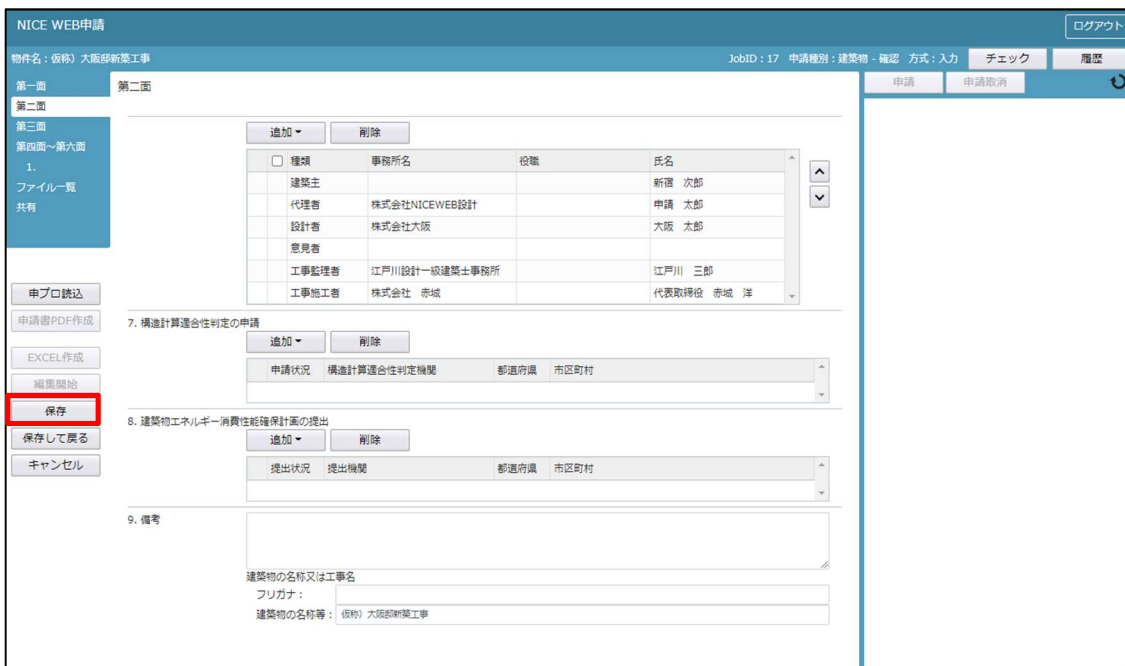 NICE WEB申請
ログアウト
物件名：仮称）大阪邸新築工事
JobID：17 申請種別：建築物 - 確認 方式：入力 チェック 履歴
第一面
第二面
第三面
第四面～第六面
1.
ファイル一覧
共有
申プロ読込
申請書PDF作成
EXCEL作成
編集開始
保存
保存して戻る
キャンセル
第二面
追加 削除
種類 事務所名 役職 氏名
建築主 新宿 次郎
代理者 株式会社NICEWEB設計 申請 太郎
設計者 株式会社大阪 大阪 太郎
意見者
工事監理者 江戸川設計一級建築士事務所 江戸川 三郎
工事施工者 株式会社 赤城 代表取締役 赤城 洋
7. 構造計算適合性判定の申請
追加 削除
申請状況 構造計算適合性判定機関 都道府県 市区町村
8. 建築物エネルギー消費性能確保計画の提出
追加 削除
提出状況 提出機関 都道府県 市区町村
9. 備考
建築物の名称又は工事名
フリガナ：
建築物の名称等： 仮称）大阪邸新築工事
申請 申請取消